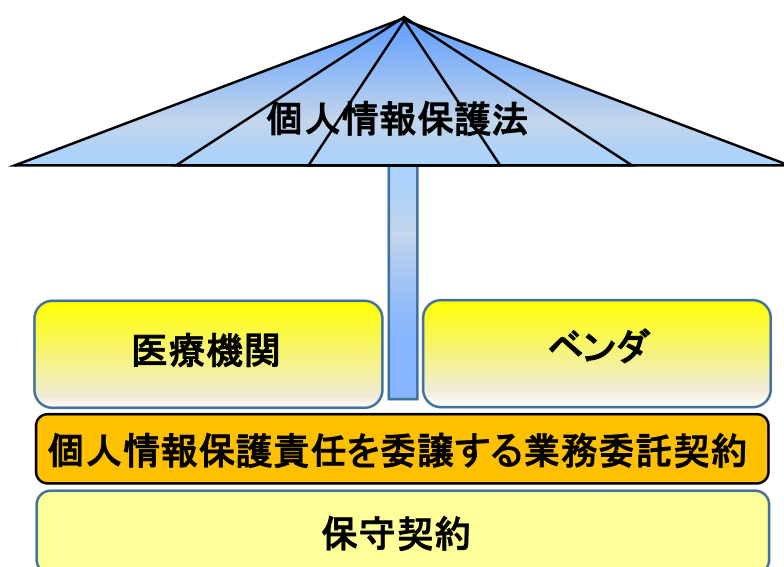 個人情報保護法
医療機関
ベンダ
個人情報保護責任を委譲する業務委託契約
保守契約